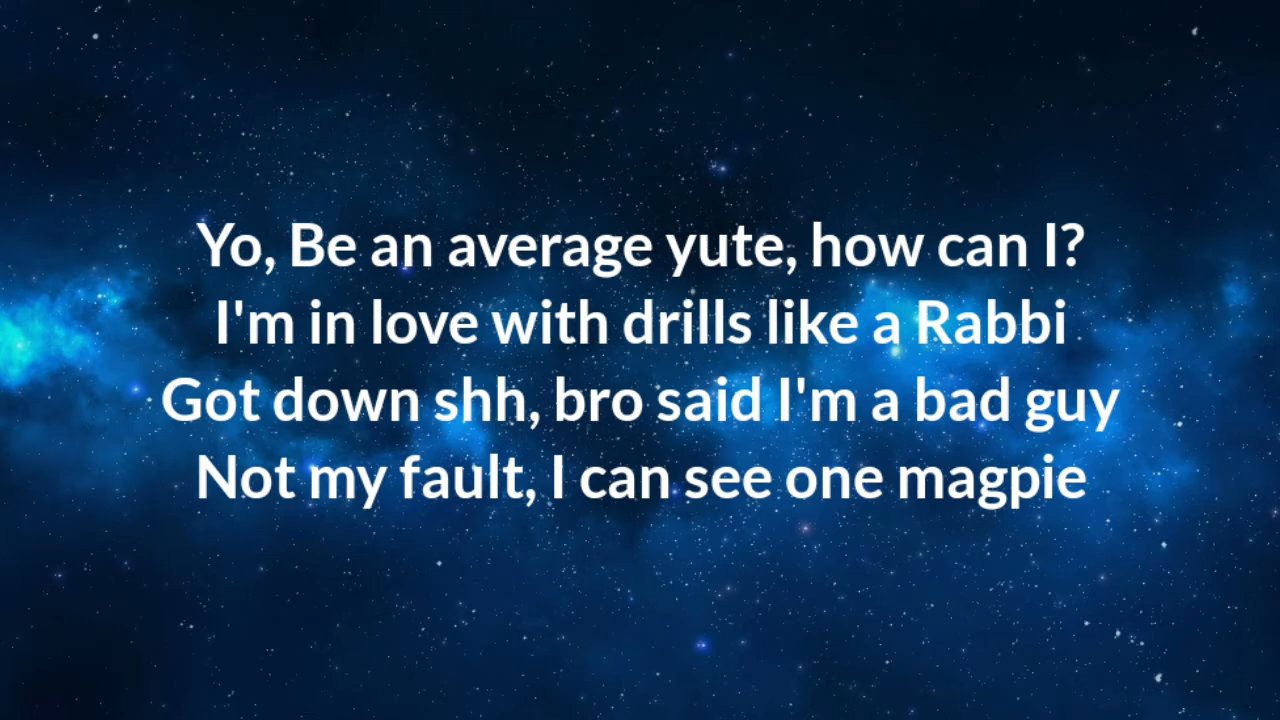 Yo, Be an average yute, how can I?
I'm in love with drills like a Rabbi
Got down shh, bro said I'm a bad guy
Not my fault, I can see one magpie